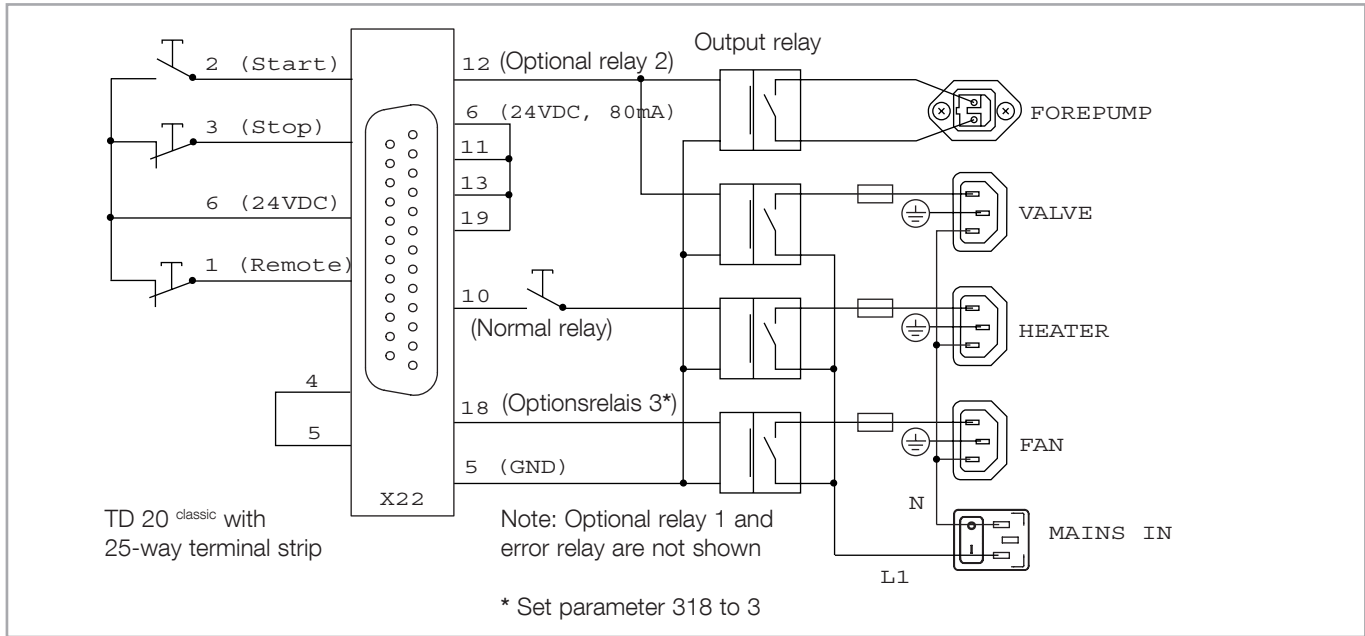 Output relay
2 (Start)
12 (Optional relay 2)
6 (24VDC, 80mA)
FOREPUMP
3 (Stop)
11
13
6 (24VDC)
19
VALVE
1 (Remote)
10
(Normal relay)
HEATER
4
18 (Optionsrelais 3*)
5
FAN
5 (GND)
X22
N
TD 20 classic with
25-way terminal strip
Note: Optional relay 1 and
error relay are not shown
MAINS IN
L1
* Set parameter 318 to 3